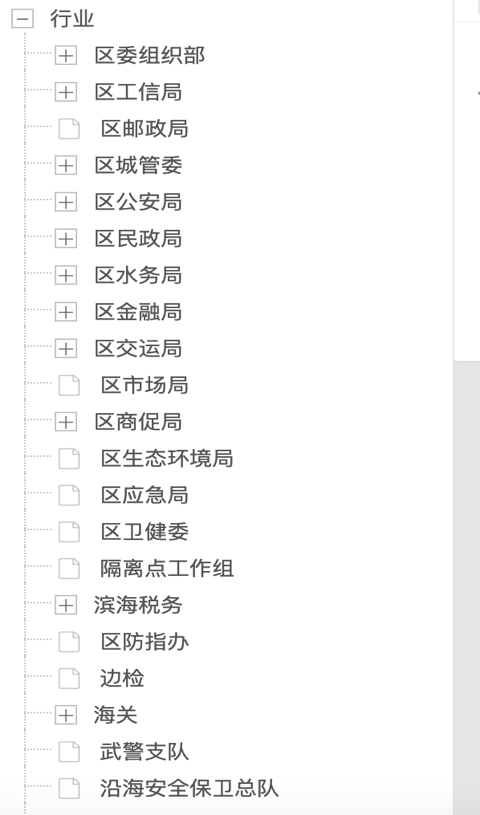 行业
区委组织部
区工信局
区邮政局
区城管委
区公安局
区民政局
区水务局
区金融局
区交运局
区市场局
区商促局
区生态环境局
区应急局
区卫健委
隔离点工作组
滨海税务
区防指办
边检
海关
武警支队
沿海安全保卫总队